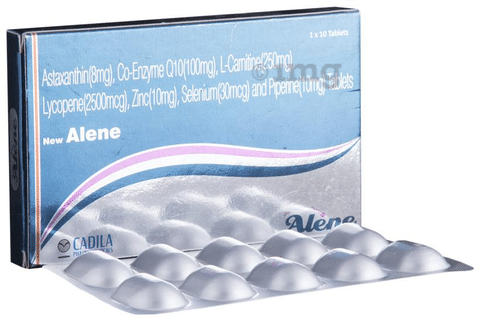 1 x 10 Tablets
Astaxanthin(8mg), Co-Enzyme Q10(100mg), L-Carnitine(250mg)
Lycopene(2500mcg), Zinc(10mg), Selenium(30mcg) and Piperine(10mg) Tablets
New Alene
1mg
Alene
CADILA